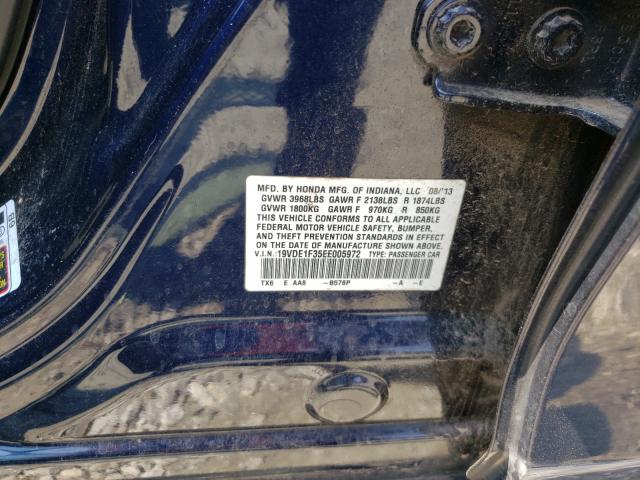 MFD. BY HONDA MFG. OF INDIANA, LLC 08/13
GVWR 3968LBS GAWR F 2138LBS R 1874LBS
GVWR 1800KG GAWR F 970KG R 850KG
THIS VEHICLE CONFORMS TO ALL APPLICABLE
FEDERAL MOTOR VEHICLE SAFETY, BUMPER,
AND THEFT PREVENTION STANDARDS IN EFFECT ON
THE DATE OF MANUFACTURE SHOWN ABOVE.
V.I.N.: 19VDE1F35EE005972 TYPE: PASSENGER CAR
TX6 E AA8 -B578P -A -E